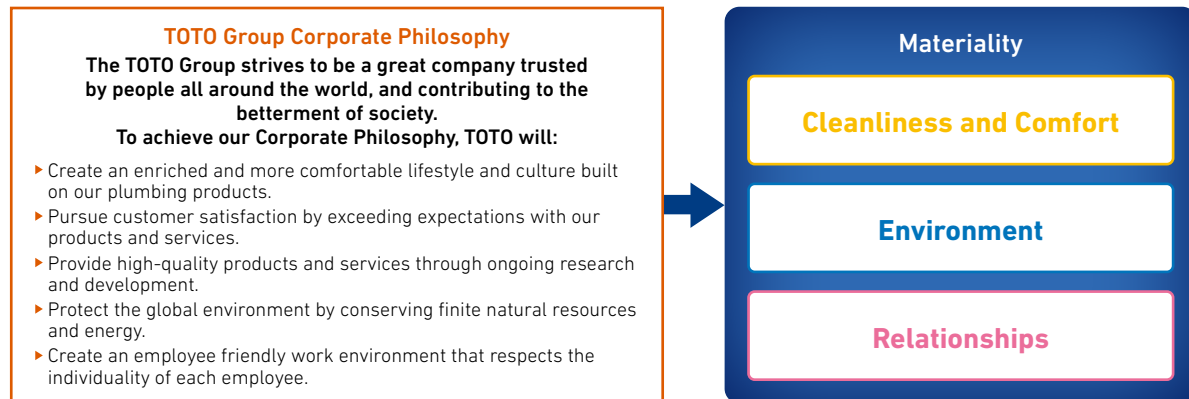 TOTO Group Corporate Philosophy
The TOTO Group strives to be a great company trusted
by people all around the world, and contributing to the
betterment of society.
To achieve our Corporate Philosophy, TOTO will:
▸ Create an enriched and more comfortable lifestyle and culture built
on our plumbing products.
▸ Pursue customer satisfaction by exceeding expectations with our
products and services.
▸ Provide high-quality products and services through ongoing research
and development.
▸ Protect the global environment by conserving finite natural resources
and energy.
▸ Create an employee friendly work environment that respects the
individuality of each employee.
Materiality
Cleanliness and Comfort
Environment
Relationships